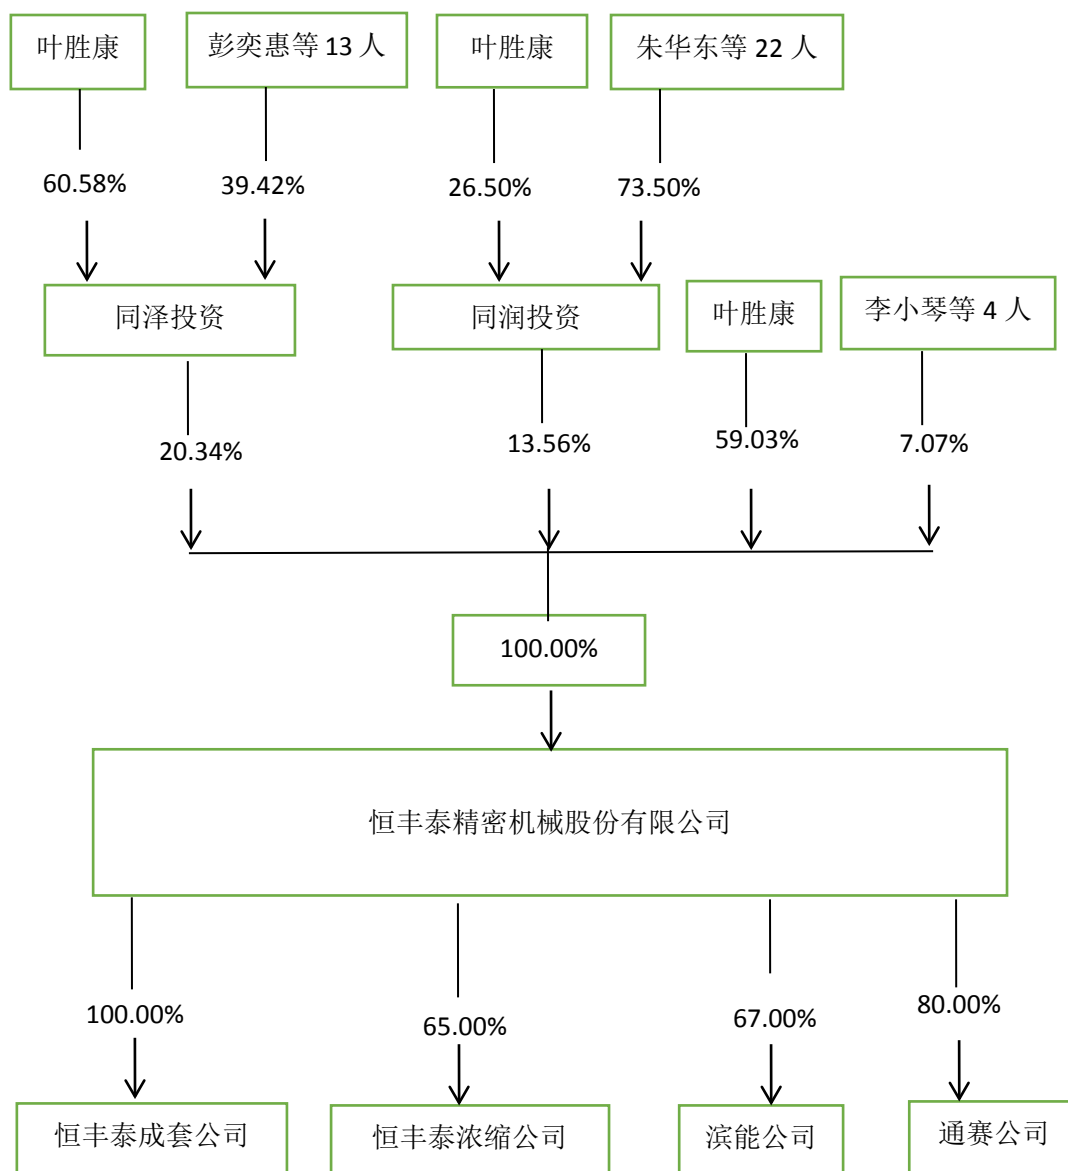 叶胜康
彭奕惠等 13 人
叶胜康
朱华东等 22 人
60.58%
39.42%
26.50%
73.50%
同泽投资
同润投资
叶胜康
李小琴等 4 人
20.34%
13.56%
59.03%
7.07%
100.00%
恒丰泰精密机械股份有限公司
100.00%
65.00%
67.00%
80.00%
恒丰泰成套公司
恒丰泰浓缩公司
滨能公司
通赛公司